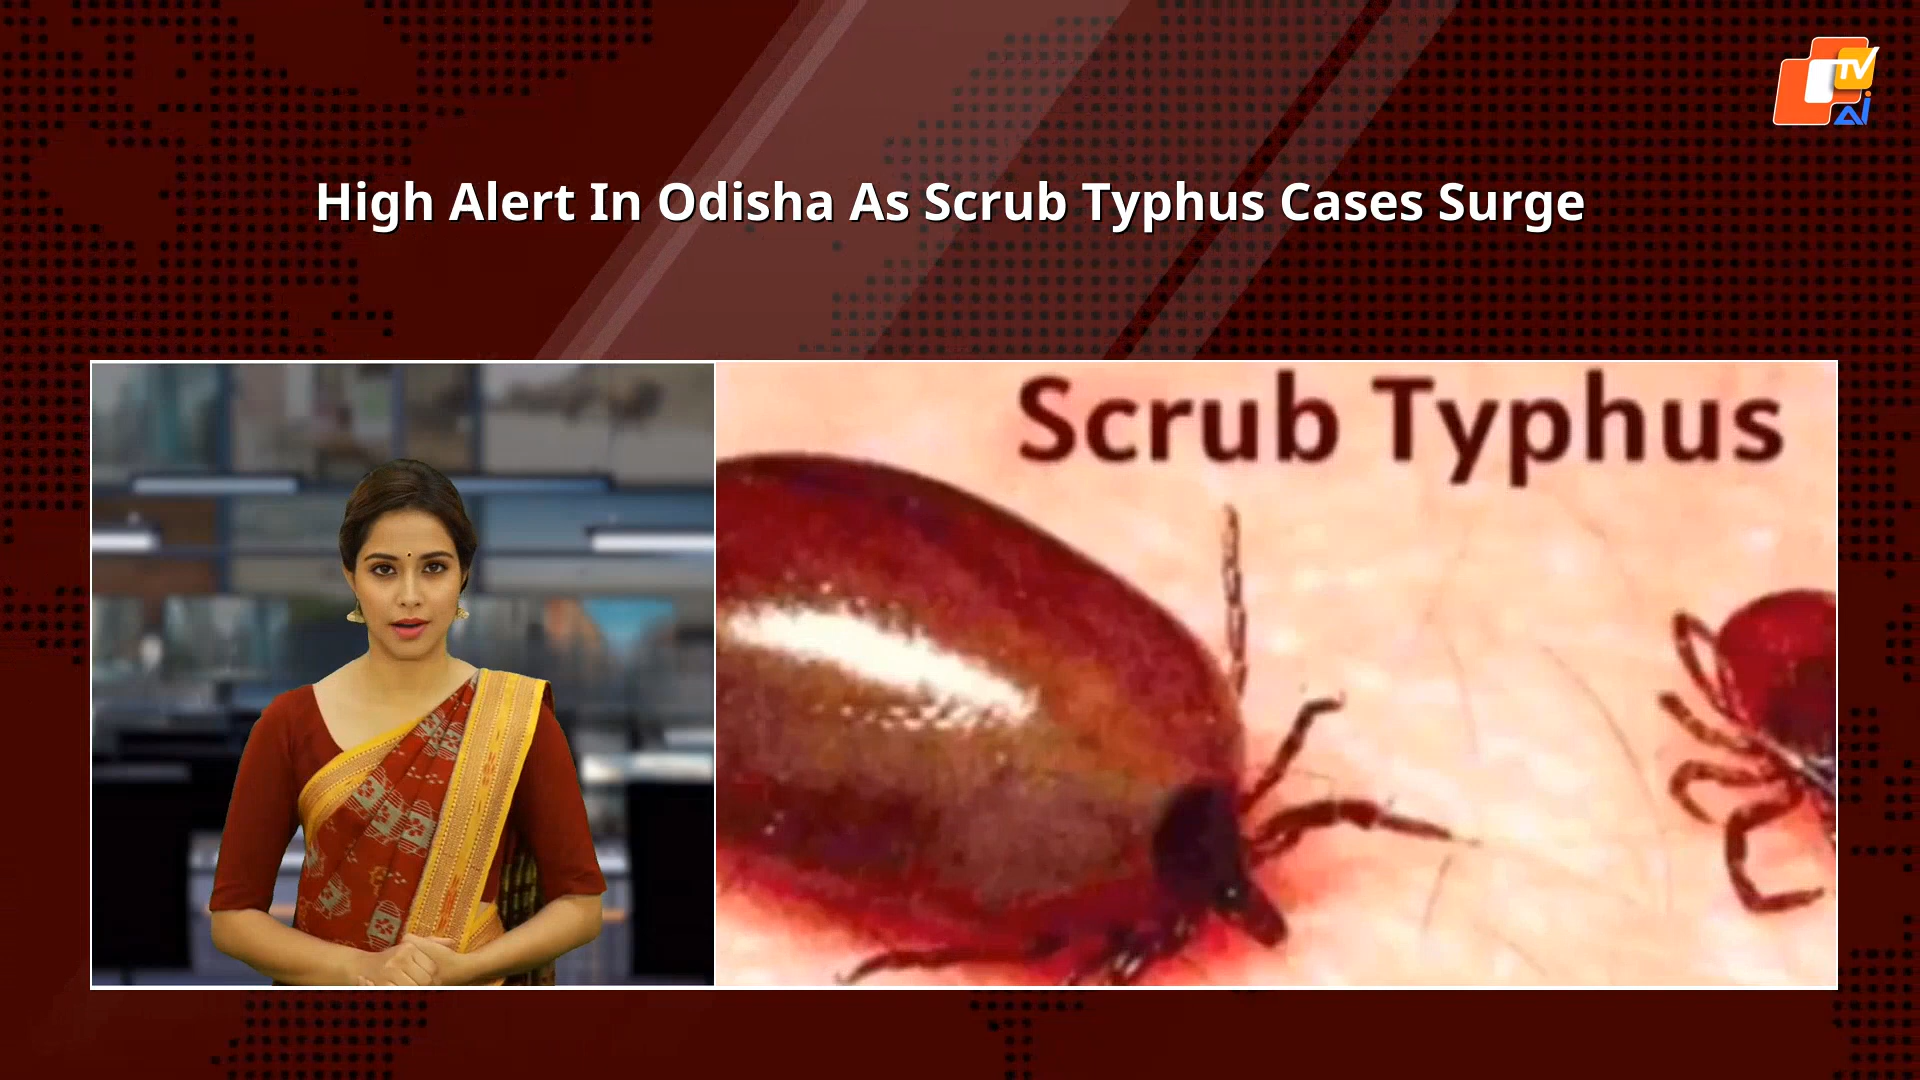 TV
AI
High Alert In Odisha As Scrub Typhus Cases Surge
Scrub Typhus